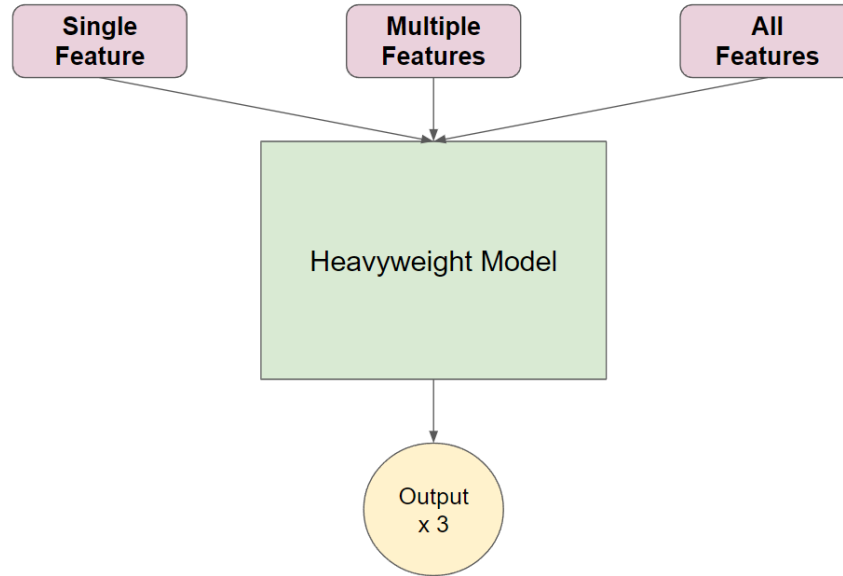 Single
Feature
Multiple
Features
All
Features
Heavyweight Model
Output
x 3